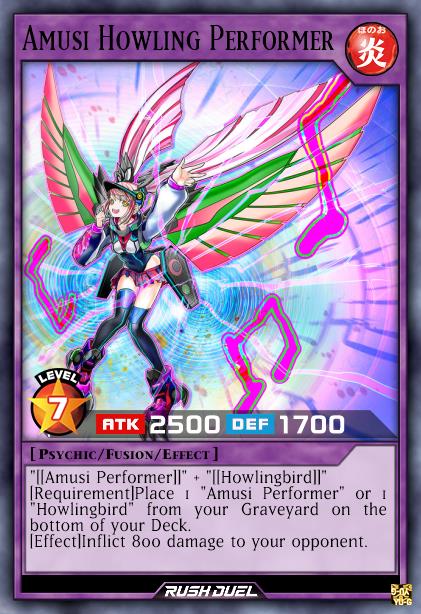 Amusi Howling Performer
ほのお
炎
LEVEL
7
ATK 2500 DEF 1700
[Psychic/Fusion/Effect]
"[[Amusi Performer]]" + "[[Howlingbird]]"
[Requirement]Place 1 "Amusi Performer" or 1
"Howlingbird" from your Graveyard on the
bottom of your Deck.
[Effect]Inflict 800 damage to your opponent.
RUSH DUEL